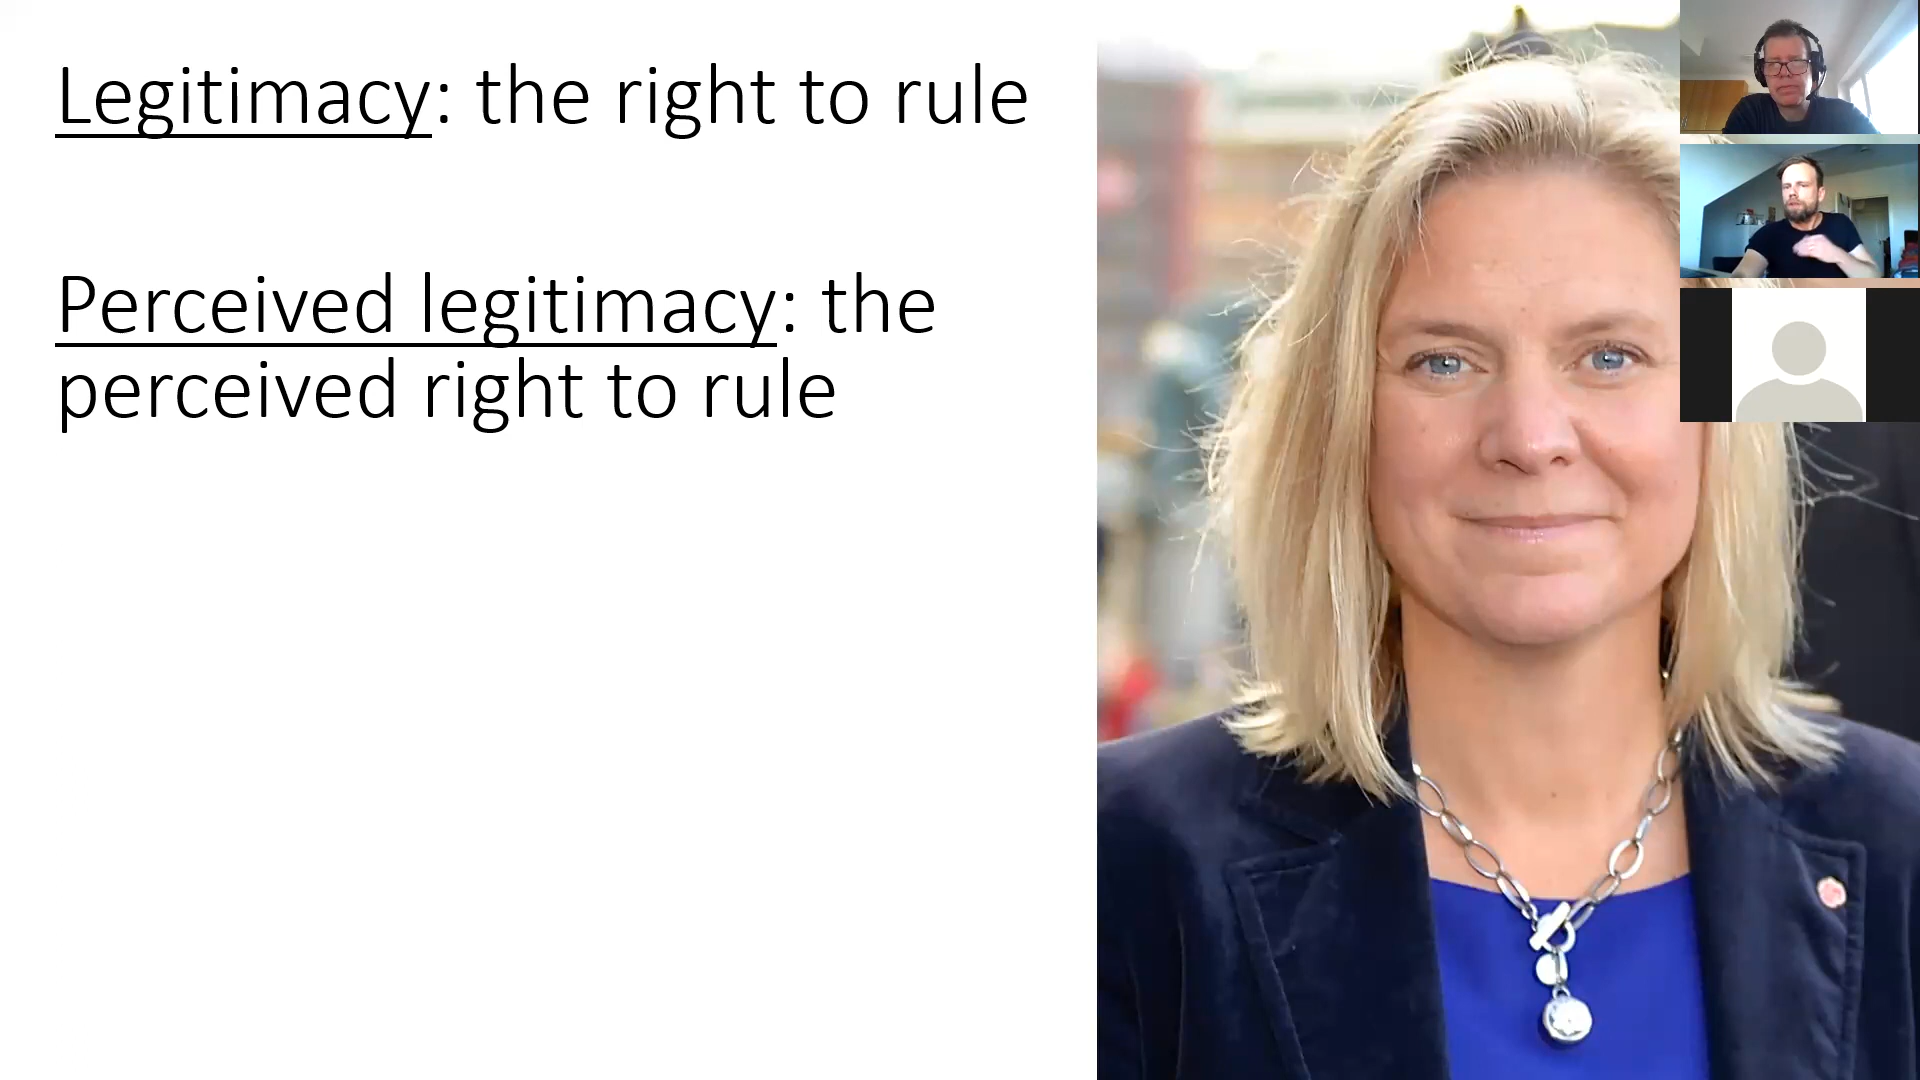 Legitimacy: the right to rule
Perceived legitimacy: the
perceived right to rule